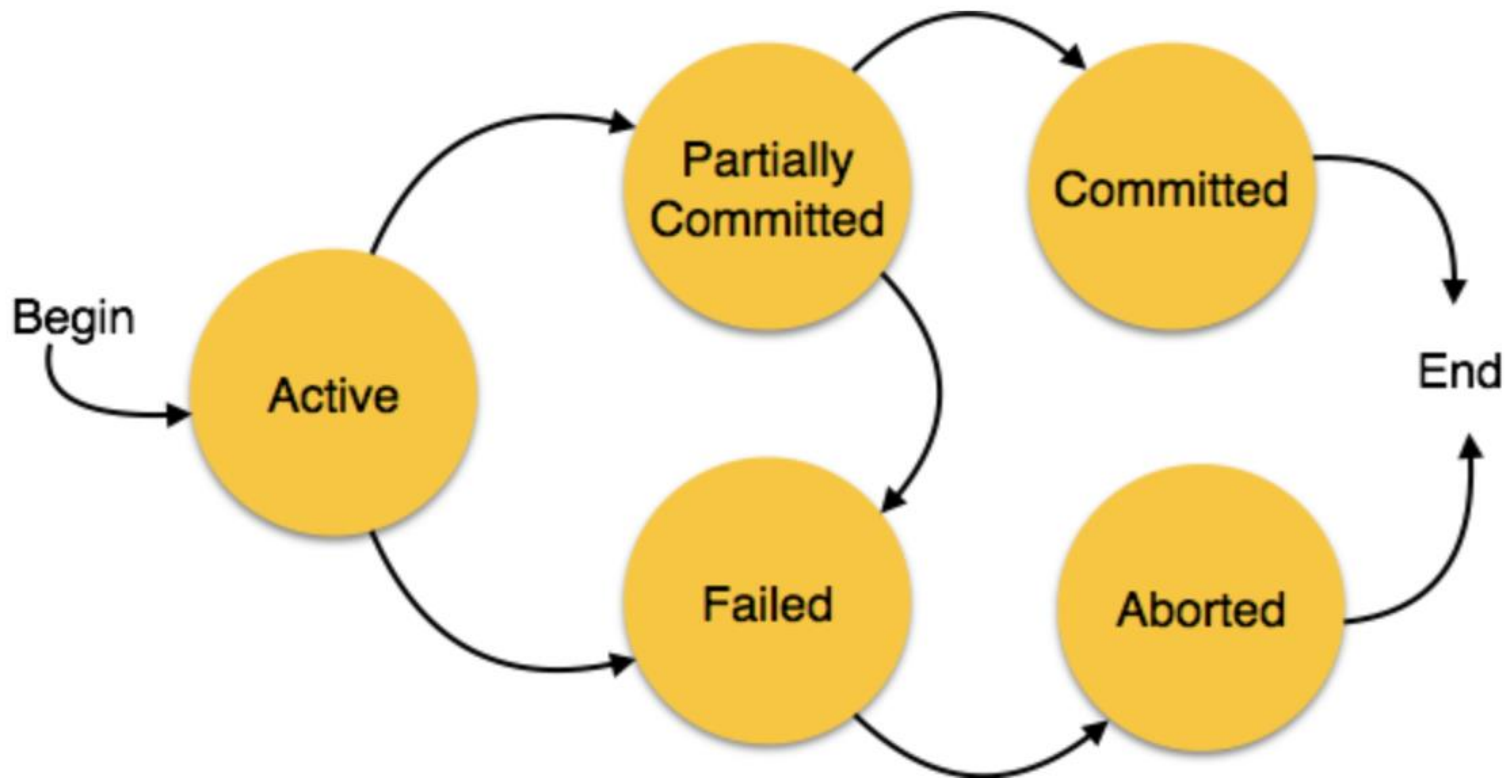 Begin
Active
Partially
Committed
Committed
Failed
Aborted
End